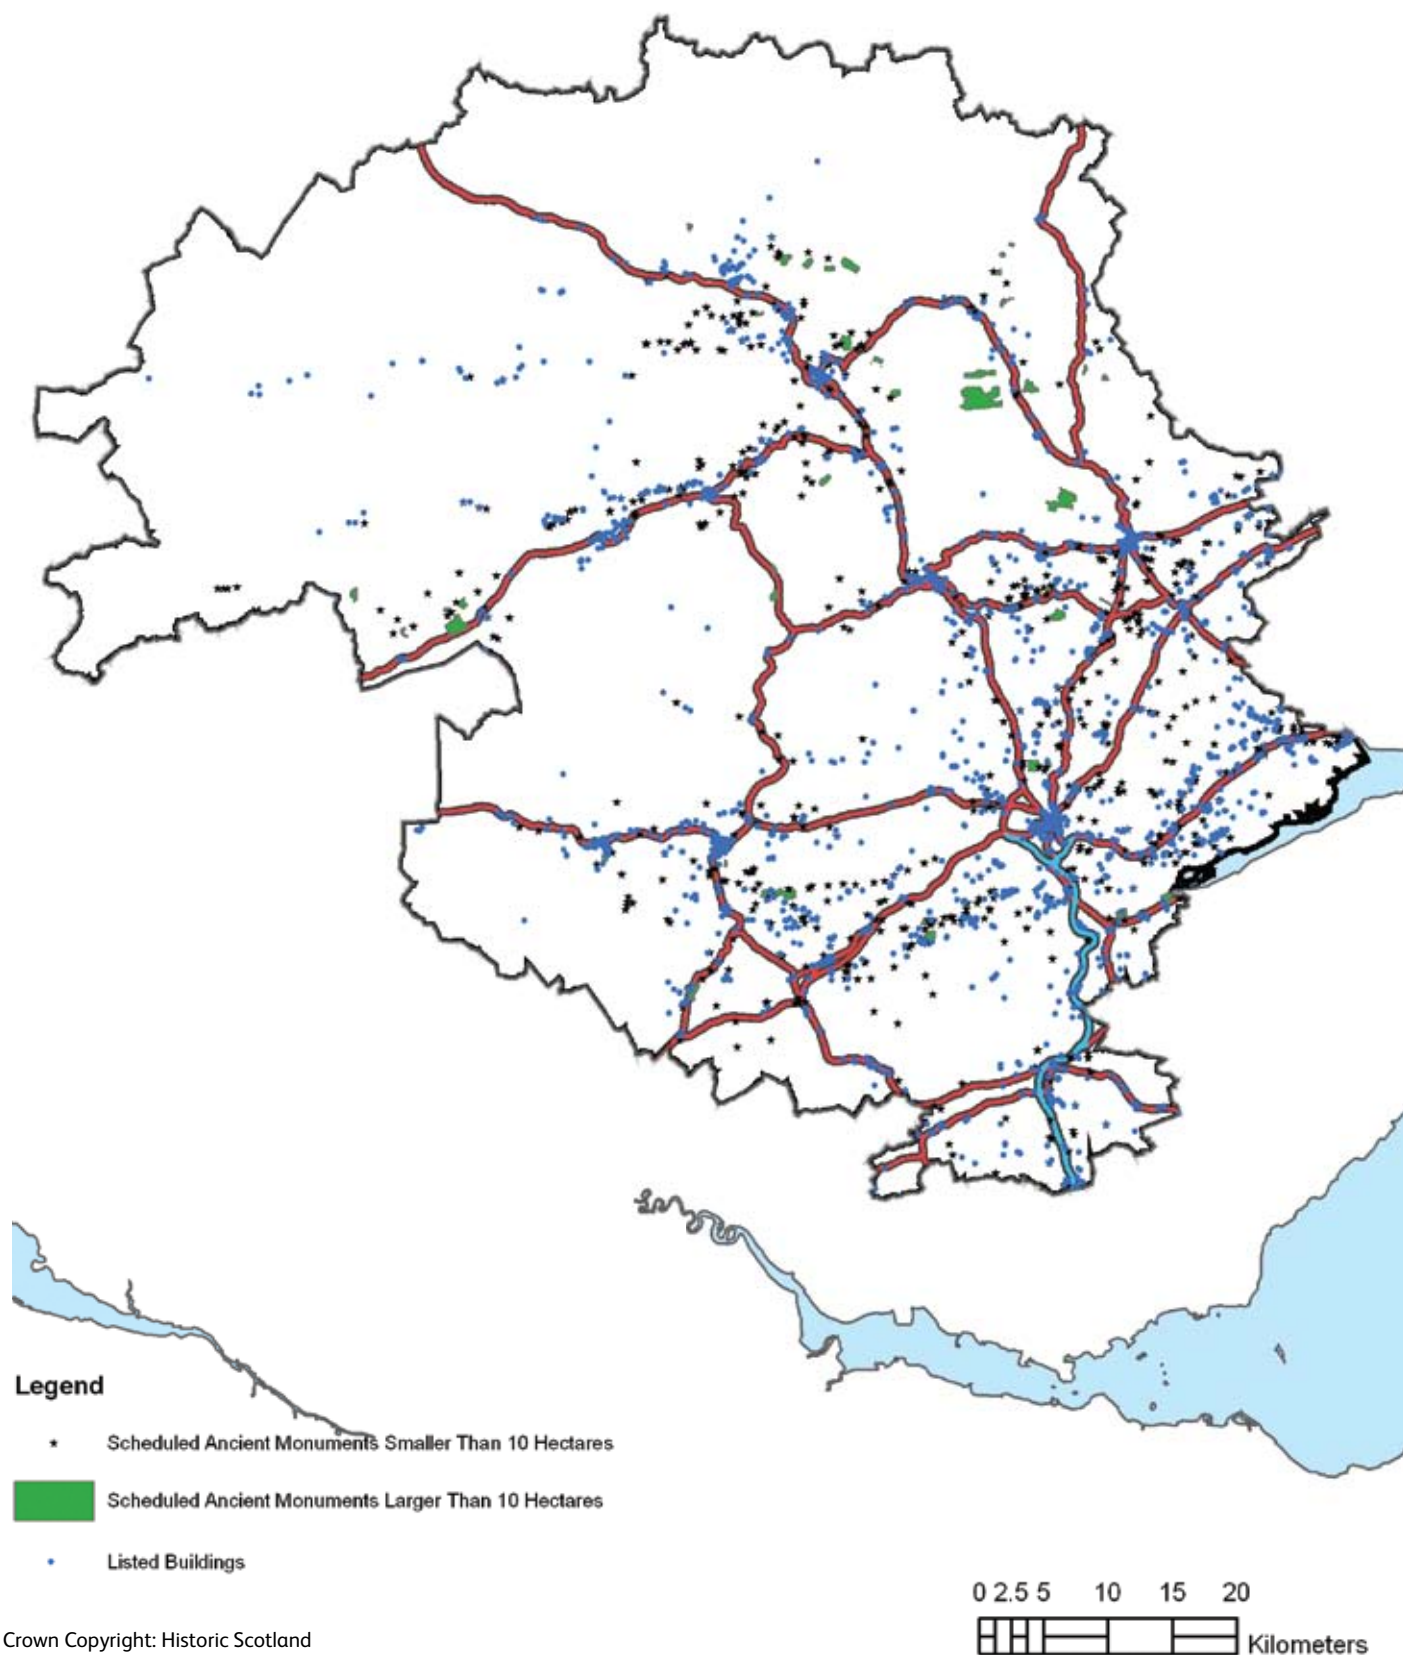 Legend
Scheduled Ancient Monuments Smaller Than 10 Hectares
Scheduled Ancient Monuments Larger Than 10 Hectares
Listed Buildings
0 2.5 5 10 15 20
Kilometers
Crown Copyright: Historic Scotland